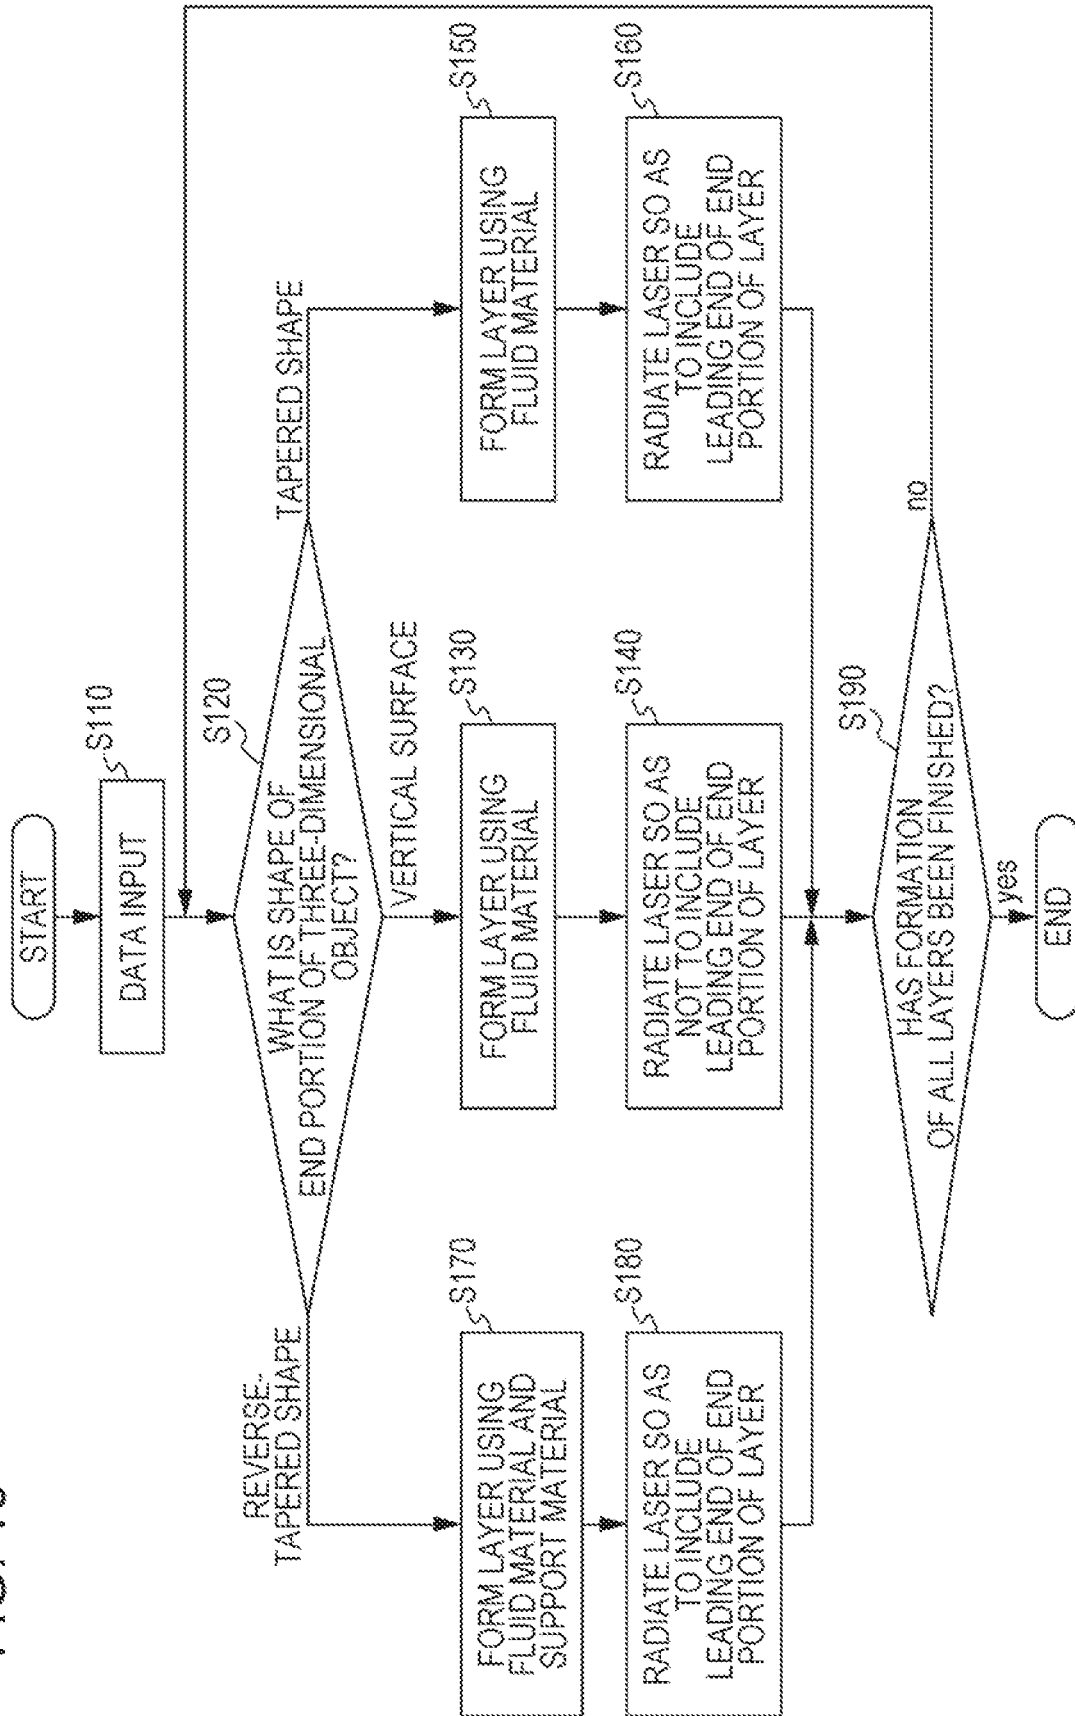 START
S110
DATA INPUT
S120
WHAT IS SHAPE OF
END PORTION OF THREE-DIMENSIONAL
OBJECT?
REVERSE-
TAPERED SHAPE
VERTICAL SURFACE
TAPERED SHAPE
S170
FORM LAYER USING
FLUID MATERIAL AND
SUPPORT MATERIAL
S130
FORM LAYER USING
FLUID MATERIAL
S150
FORM LAYER USING
FLUID MATERIAL
S180
RADIATE LASER SO AS
TO INCLUDE
LEADING END OF END
PORTION OF LAYER
S140
RADIATE LASER SO AS
NOT TO INCLUDE
LEADING END OF END
PORTION OF LAYER
S160
RADIATE LASER SO AS
TO INCLUDE
LEADING END OF END
PORTION OF LAYER
S190
HAS FORMATION
OF ALL LAYERS BEEN FINISHED?
no
yes
END